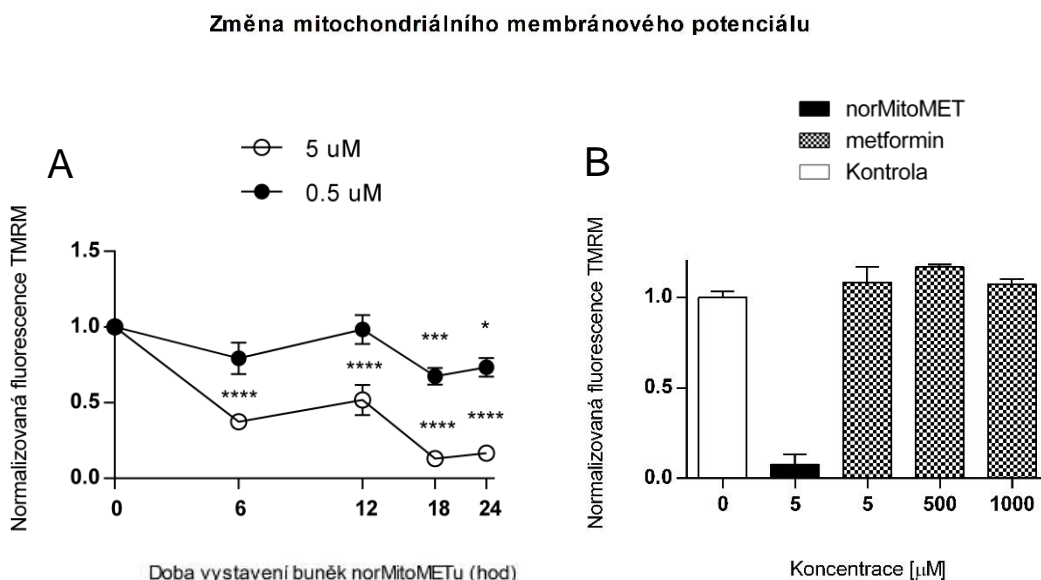 Změna mitochondriálního membránového potenciálu
A
5 uM
0.5 uM
Normalizovaná fluorescence TMRM
1.5
1.0
0.5
0.0
****
****
***
****
*
****
0
6
12
18
24
Doba vystavení buněk norMitoMETu (hod)
B
norMitoMET
metformin
Kontrola
Normalizovaná fluorescence TMRM
1.0
0.5
0.0
0
5
5
500
1000
Koncentrace [μM]